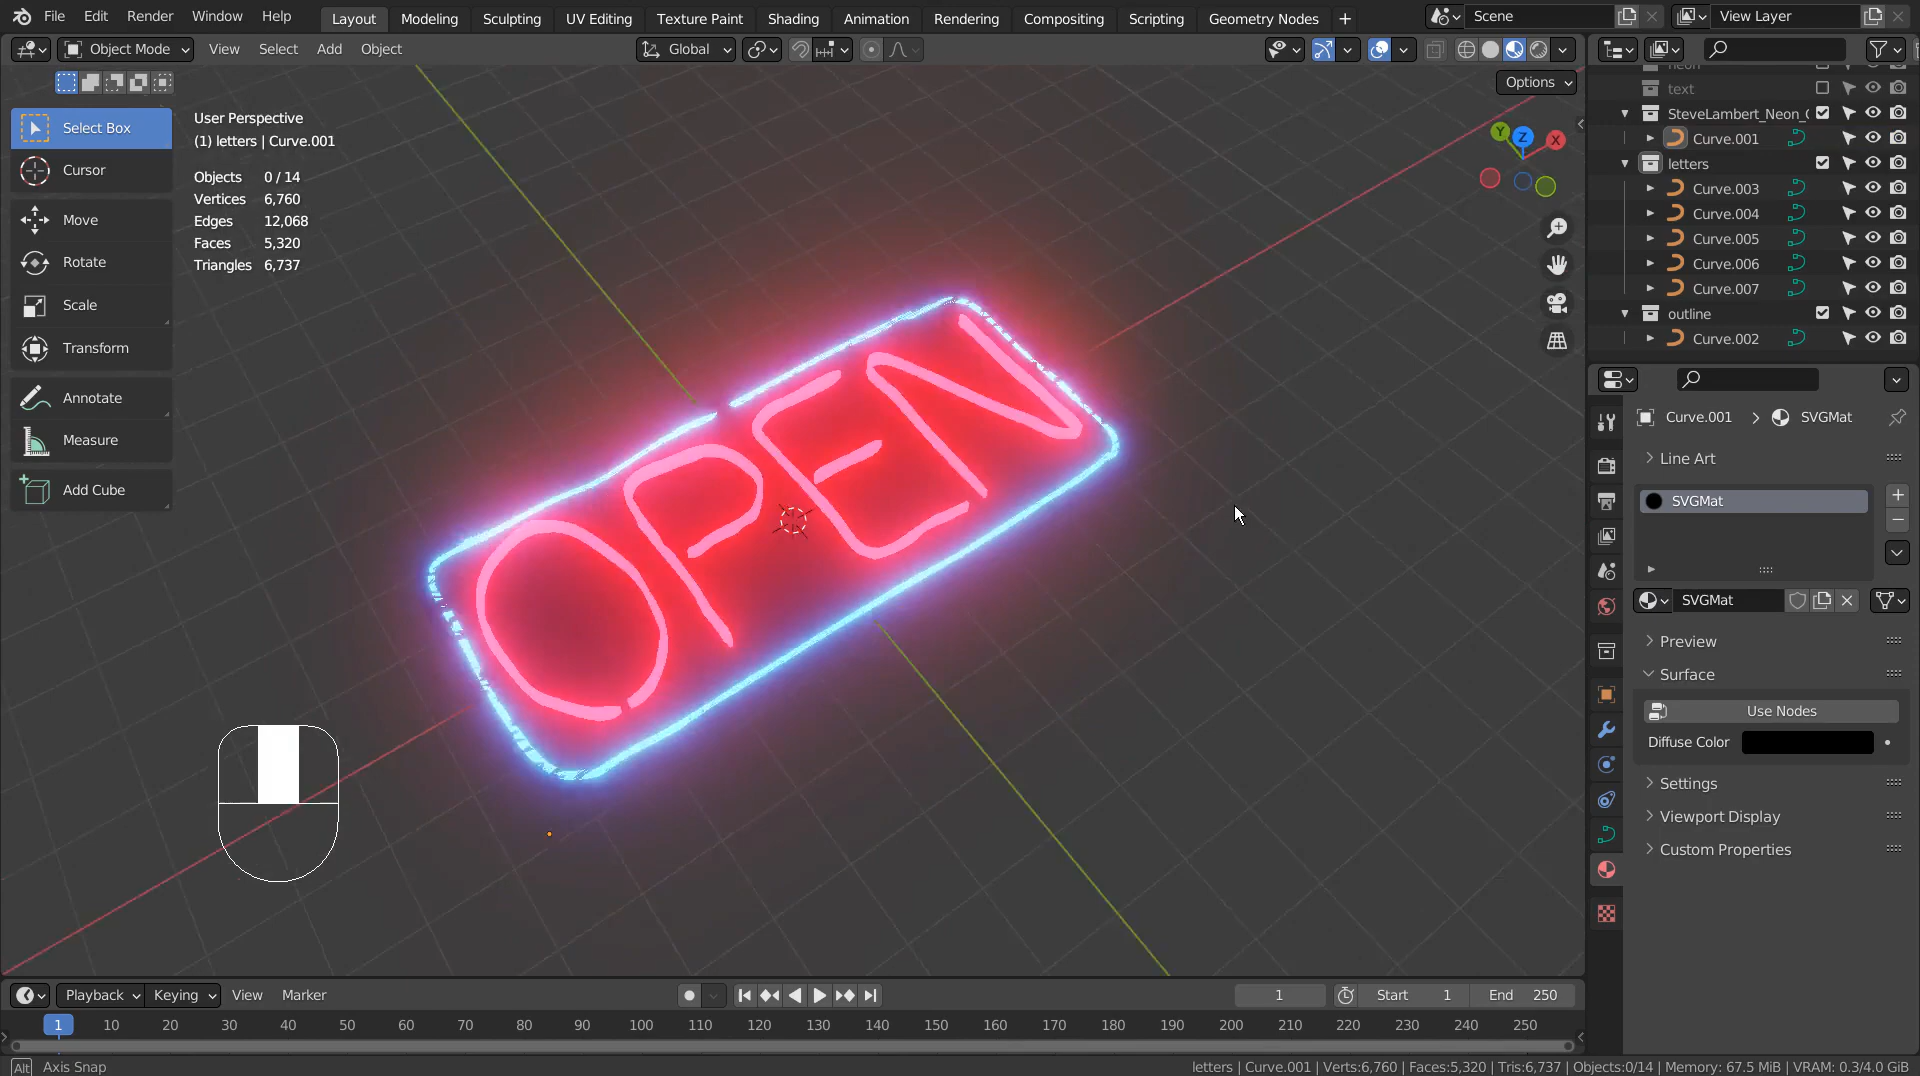 File Edit Render Window Help Layout Modeling Sculpting UV Editing Texture Paint Shading Animation Rendering Compositing Scripting Geometry Nodes + Scene View Layer
Object Mode View Select Add Object Global
Options
Select Box
Cursor
Move
Rotate
Scale
Transform
Annotate
Measure
Add Cube
User Perspective
(1) letters | Curve.001
Objects 0 / 14
Vertices 6,760
Edges 12,068
Faces 5,320
Triangles 6,737
Y Z X
OPEN
text
SteveLambert_Neon_
Curve.001
letters
Curve.003
Curve.004
Curve.005
Curve.006
Curve.007
outline
Curve.002
Curve.001 > SVGMat
Line Art
SVGMat
SVGMat
Preview
Surface
Use Nodes
Diffuse Color
Settings
Viewport Display
Custom Properties
Playback Keying View Marker 1 Start 1 End 250
1 10 20 30 40 50 60 70 80 90 100 110 120 130 140 150 160 170 180 190 200 210 220 230 240 250
Alt Axis Snap
letters | Curve.001 | Verts:6,760 | Faces:5,320 | Tris:6,737 | Objects:0/14 | Memory: 67.5 MiB | VRAM: 0.3/4.0 GiB